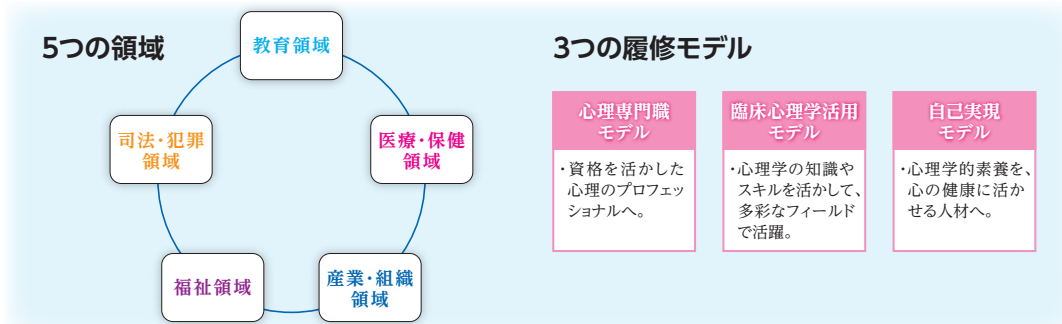 5つの領域
教育領域
医療・保健
領域
産業・組織
領域
福祉領域
司法・犯罪
領域
3つの履修モデル
心理専門職
モデル
・資格を活かした
心理のプロフェッ
ショナルへ。
臨床心理学活用
モデル
・心理学の知識や
スキルを活かして、
多彩なフィールド
で活躍。
自己実現
モデル
・心理学的素養を、
心の健康に活か
せる人材へ。